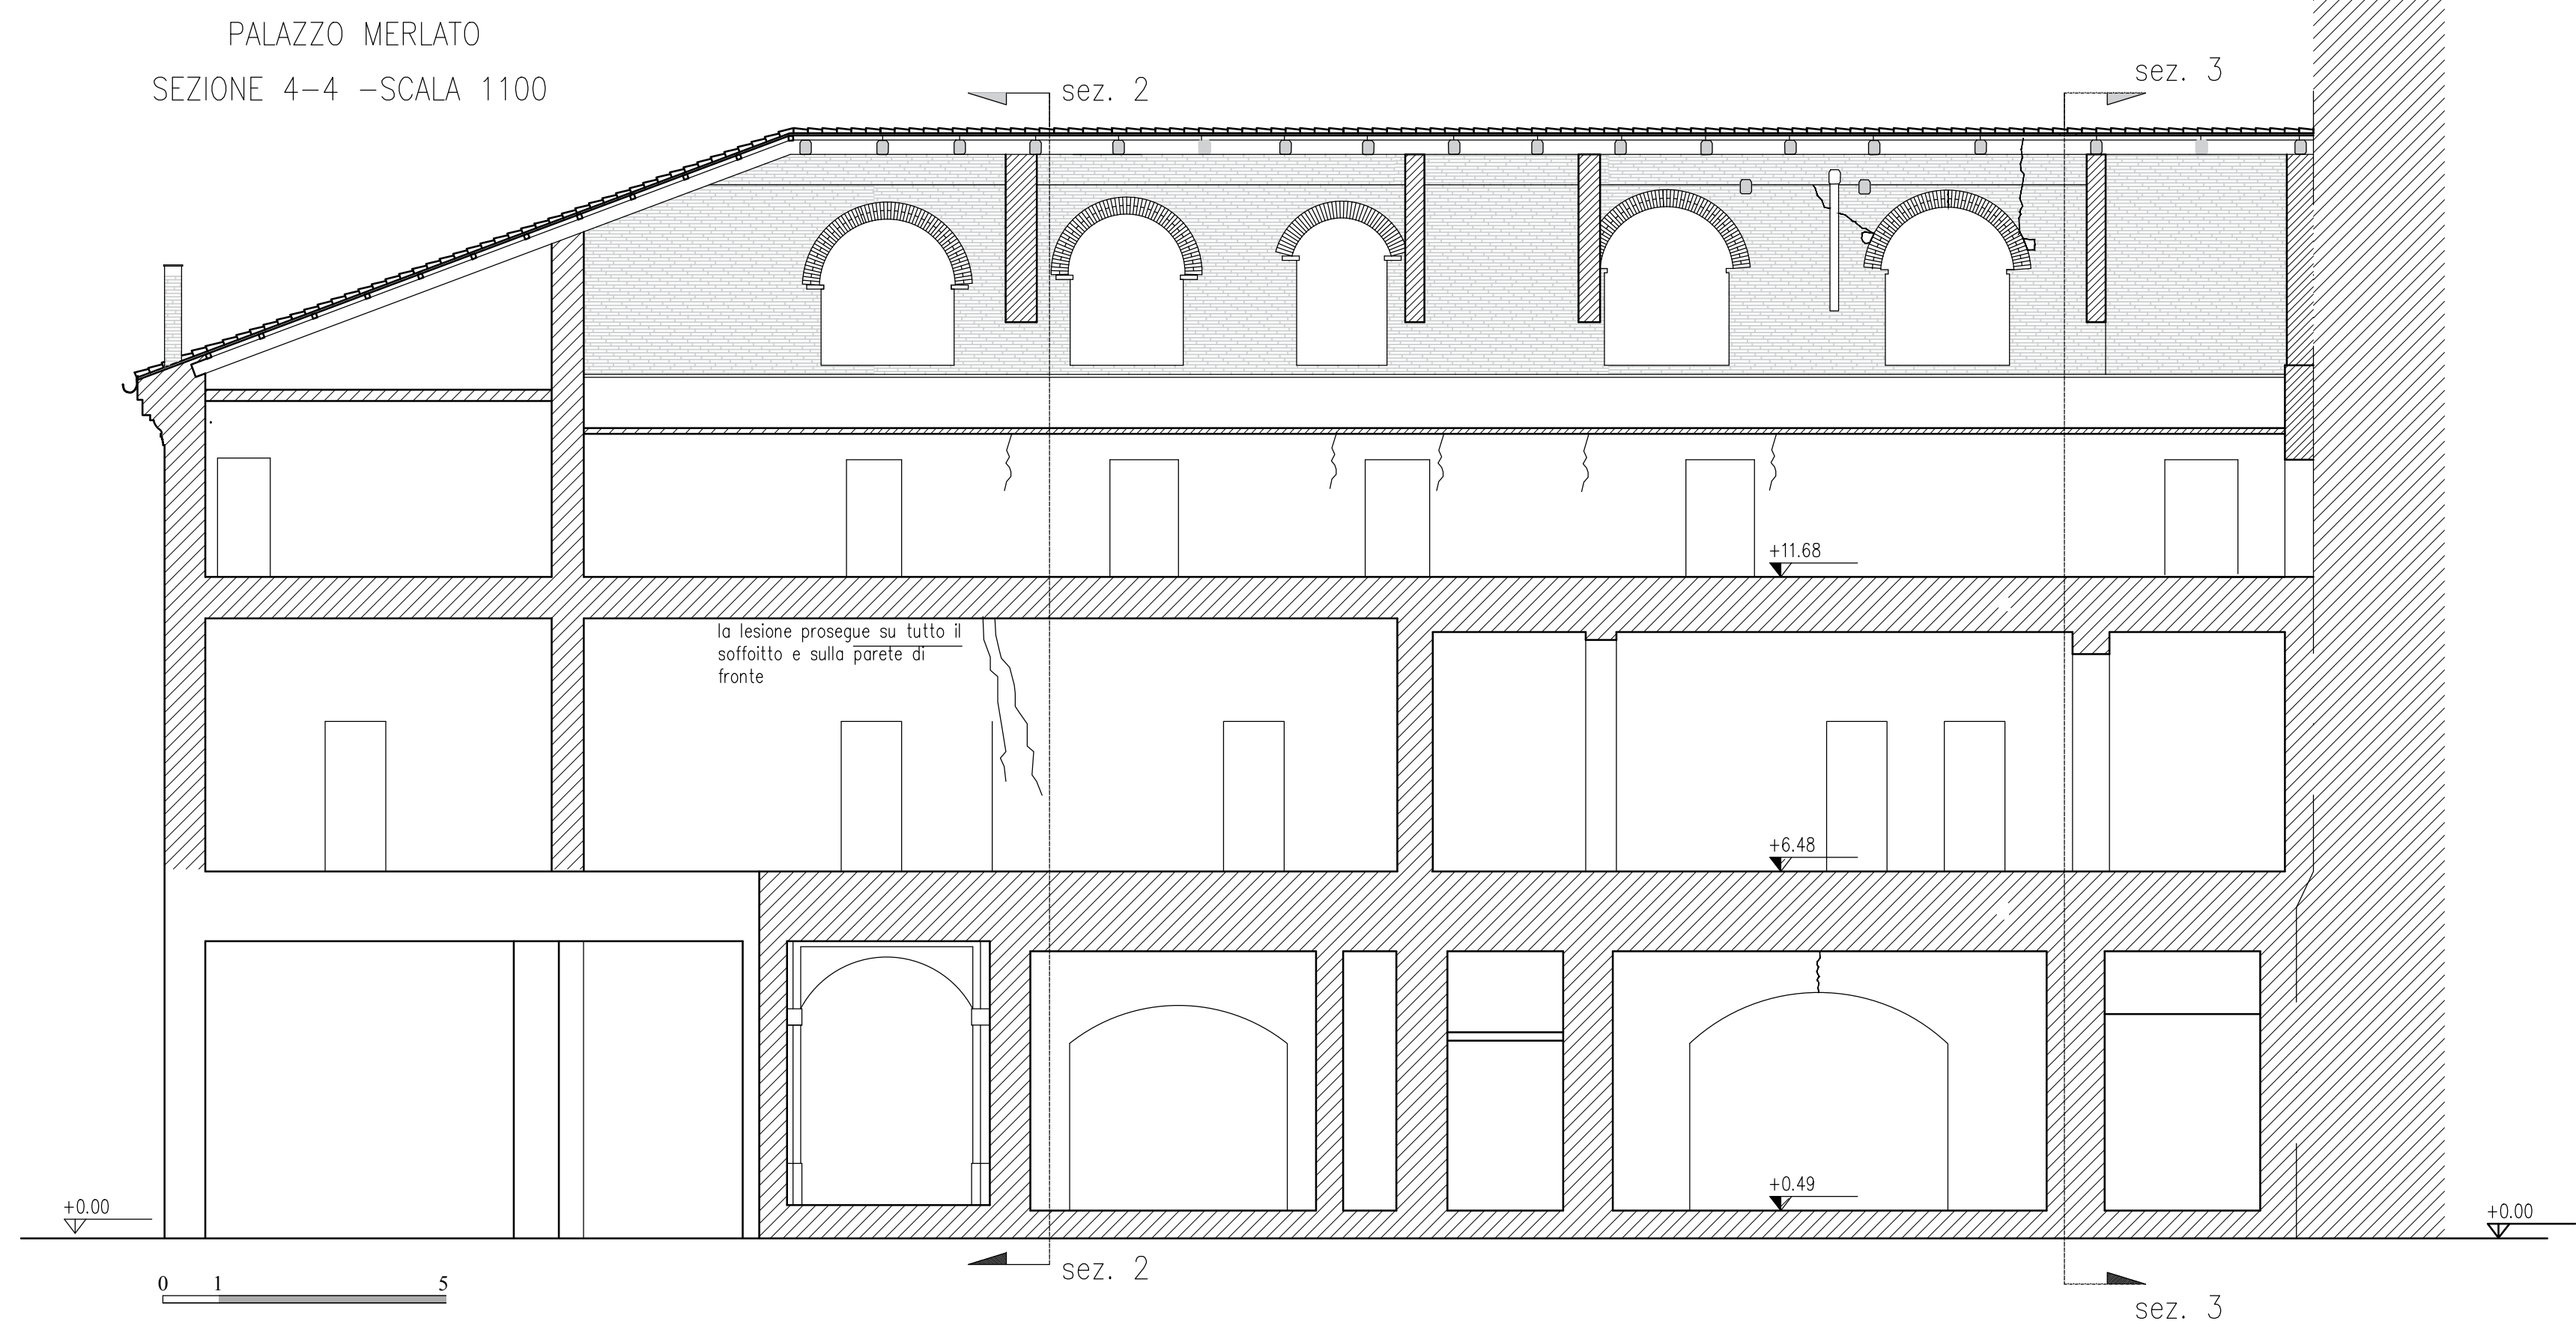 PALAZZO MERLATO
SEZIONE 4-4 -SCALA 1100
sez. 2
sez. 3
+11.68
la lesione prosegue su tutto il
soffoitto e sulla parete di
fronte
+6.48
+0.49
+0.00
+0.00
sez. 2
sez. 3
0 1 5